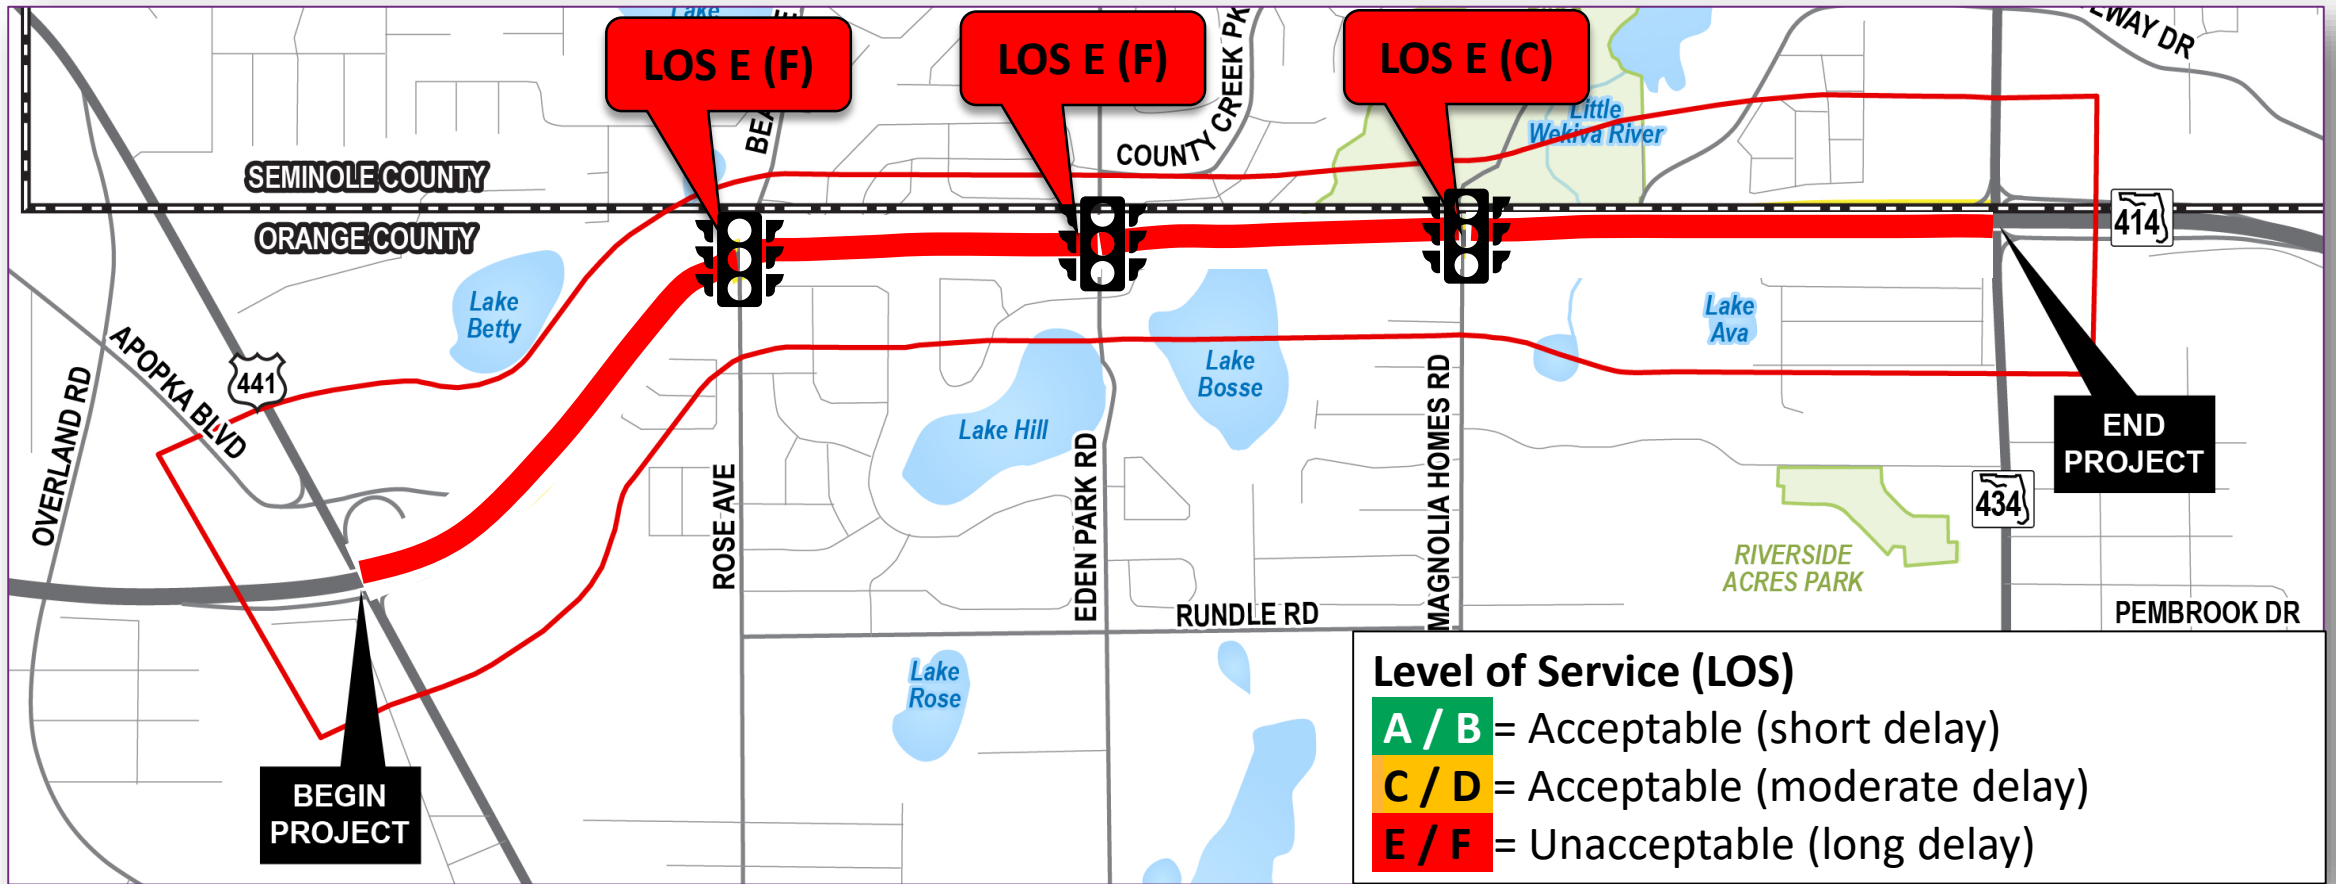 Lake
LOS E (F)
LOS E (F)
LOS E (C)
COUNTY CREEK PK
DR
Little
Wekiva River
SEMINOLE COUNTY
ORANGE COUNTY
414
Lake
Betty
Lake
Ava
441
APOPKA BLVD
OVERLAND RD
Lake
Bosse
Lake Hill
ROSE AVE
EDEN PARK RD
MAGNOLIA HOMES RD
END
PROJECT
434
RIVERSIDE
ACRES PARK
RUNDLE RD
PEMBROOK DR
Lake
Rose
BEGIN
PROJECT
Level of Service (LOS)
A / B = Acceptable (short delay)
C / D = Acceptable (moderate delay)
E / F = Unacceptable (long delay)